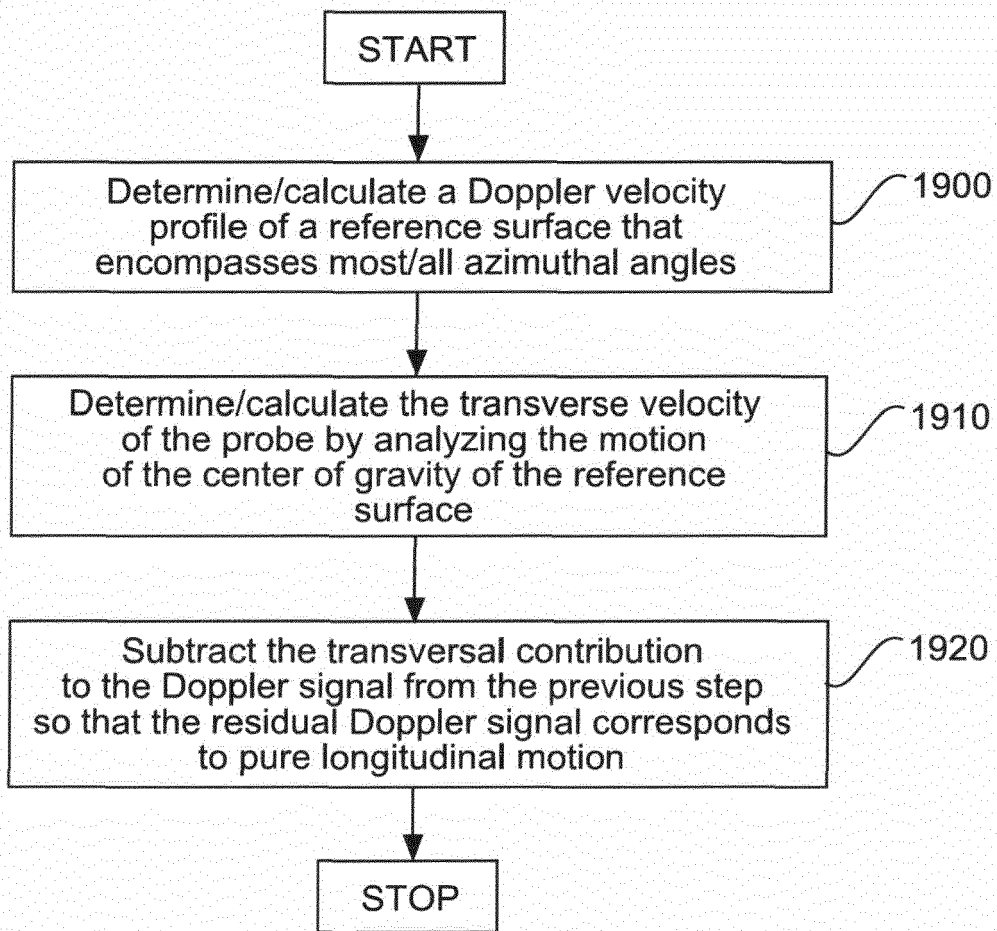 START
Determine/calculate a Doppler velocity
profile of a reference surface that
encompasses most/all azimuthal angles
1900
Determine/calculate the transverse velocity
of the probe by analyzing the motion
of the center of gravity of the reference
surface
1910
Subtract the transversal contribution
to the Doppler signal from the previous step
so that the residual Doppler signal corresponds
to pure longitudinal motion
1920
STOP